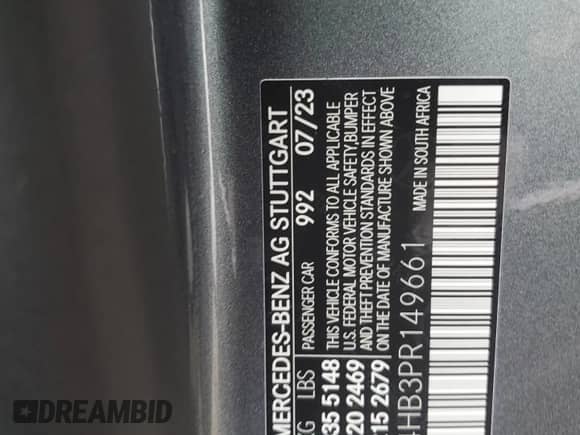 MERCEDES-BENZ AG STUTTGART
PASSENGER CAR 992 07/23
LBS
35 5148 THIS VEHICLE CONFORMS TO ALL APPLICABLE
20 2469 U.S. FEDERAL MOTOR VEHICLE SAFETY,BUMPER
15 2679 AND THEFT PREVENTION STANDARDS IN EFFECT
ON THE DATE OF MANUFACTURE SHOWN ABOVE
HB3PR149661 MADE IN SOUTH AFRICA
DREAMBID